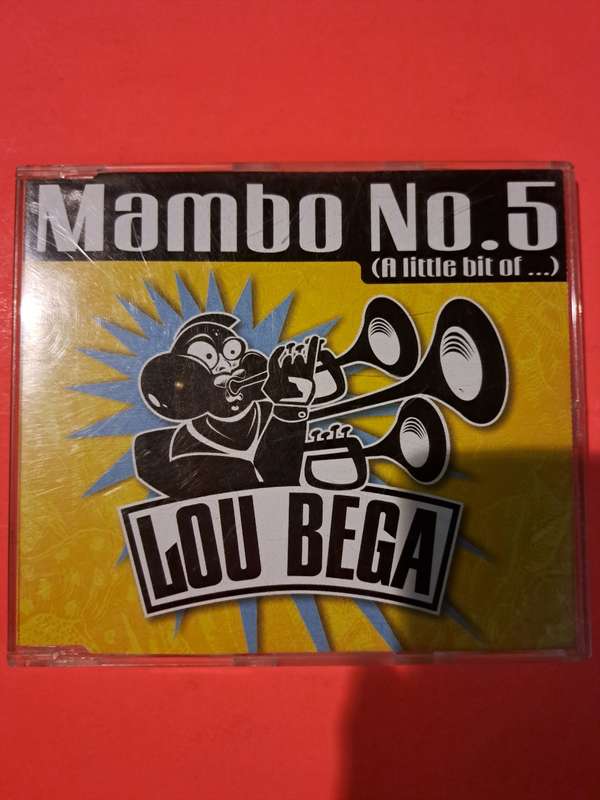 Mambo No.5
(A little bit of ...)
LOU BEGA